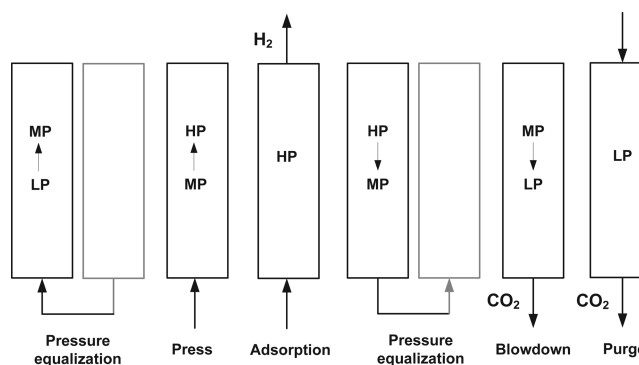 H2
MP
LP
HP
MP
HP
HP
MP
MP
LP
LP
CO2
CO2
Pressure
equalization
Press
Adsorption
Pressure
equalization
Blowdown
Purge